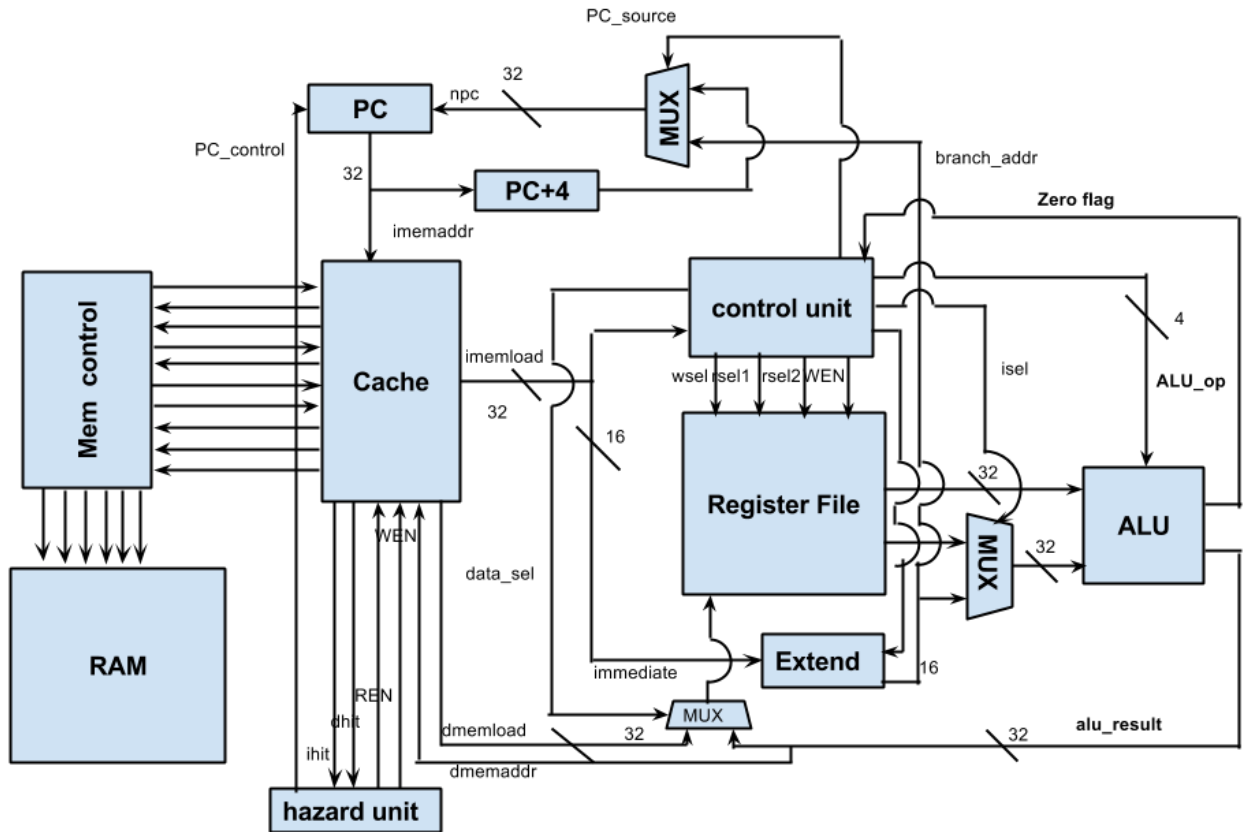 PC_source
32
npc
PC
MUX
PC_control
32
branch_addr
PC+4
Zero flag
imemaddr
control unit
4
Mem control
imemload
Cache
wsel
rsel1
rsel2
WEN
isel
ALU_op
32
16
32
Register File
ALU
WEN
MUX
32
data_sel
RAM
Extend
immediate
16
REN
dhit
MUX
dmemload
32
alu_result
32
ihit
dmemaddr
hazard unit